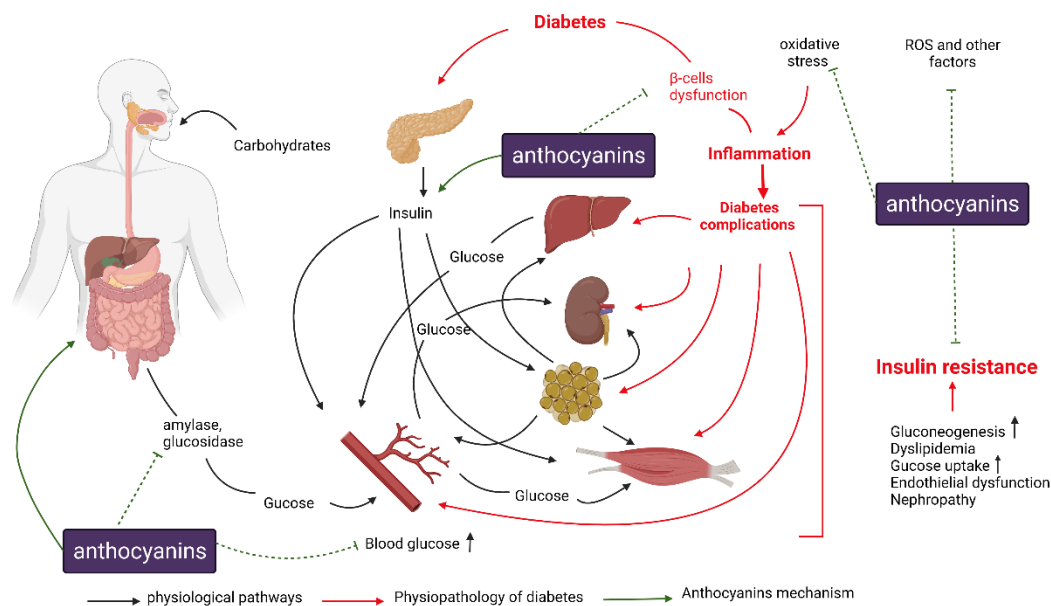 Diabetes
oxidative
stress
ROS and other
factors
β-cells
dysfunction
Carbohydrates
anthocyanins
Inflammation
anthocyanins
Insulin
Diabetes
complications
Glucose
Glucose
Insulin resistance
amylase,
glucosidase
Gluconeogenesis
Dyslipidemia
Gucose uptake
Endothielial dysfunction
Nephropathy
Gucose
Glucose
anthocyanins
Blood glucose
physiological pathways
Physiopathology of diabetes
Anthocyanins mechanism